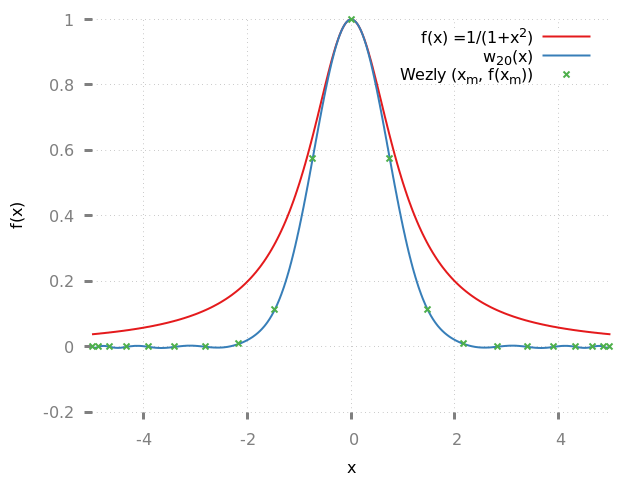 f(x) =1/(1+x²)
w₂₀(x)
Wezly (xₘ, f(xₘ))
1
0.8
0.6
0.4
0.2
0
-0.2
f(x)
-4 -2 0 2 4
x